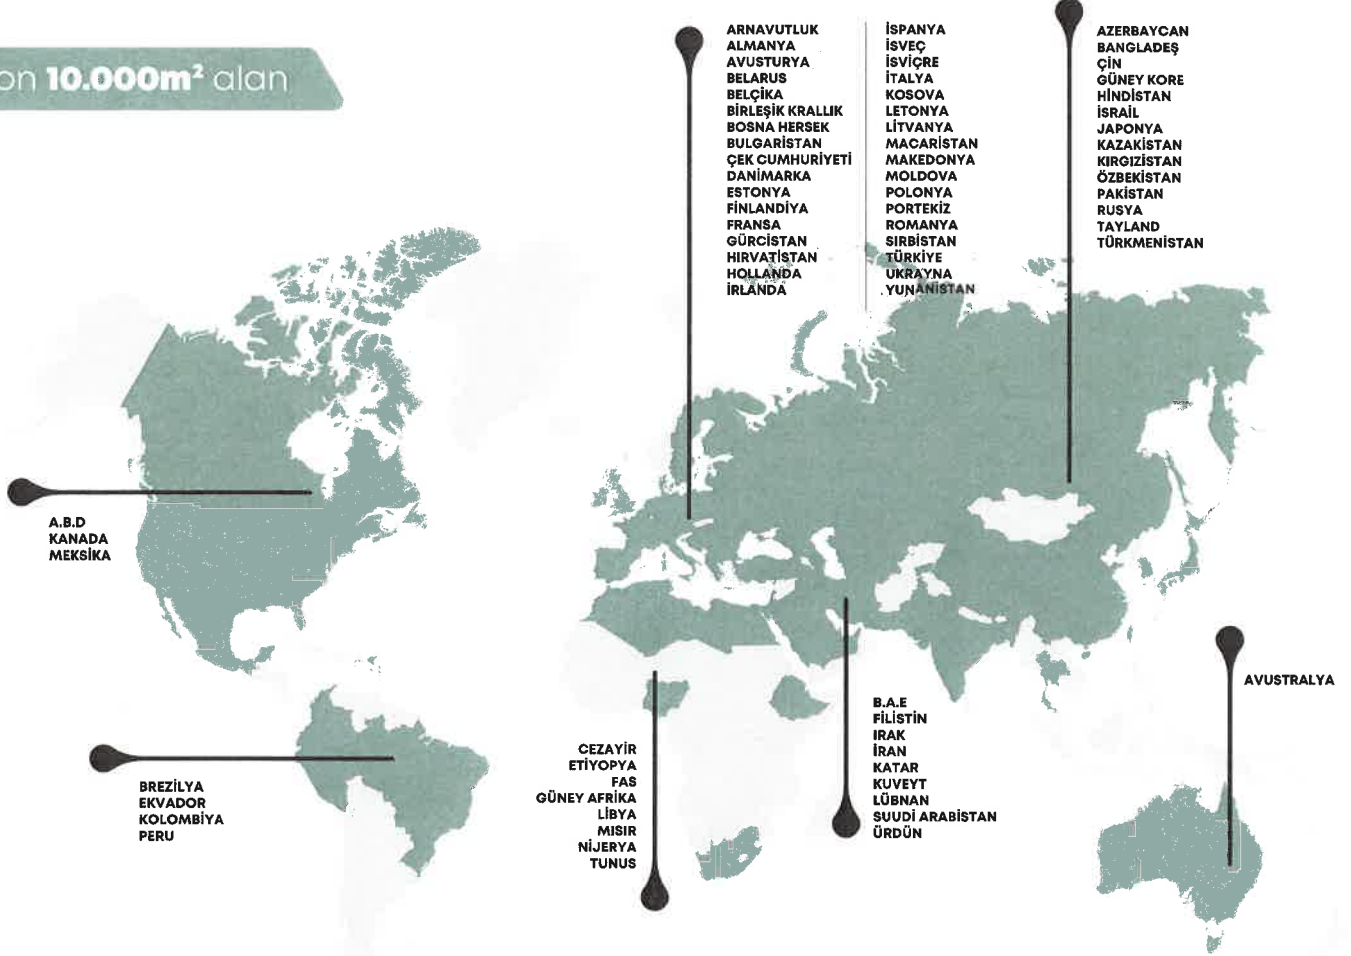 on 10.000m² alan
ARNAVUTLUK
ALMANYA
AVUSTURYA
BELARUS
BELÇİKA
BİRLEŞİK KRALLIK
BOSNA HERSEK
BULGARİSTAN
ÇEK CUMHURİYETİ
DANİMARKA
ESTONYA
FİNLANDİYA
FRANSA
GÜRCİSTAN
HIRVATİSTAN
HOLLANDA
İRLANDA
İSPANYA
İSVEÇ
İSVİÇRE
İTALYA
KOSOVA
LETONYA
LİTVANYA
MACARİSTAN
MAKEDONYA
MOLDOVA
POLONYA
PORTEKİZ
ROMANYA
SIRBİSTAN
TÜRKİYE
UKRAYNA
YUNANİSTAN
AZERBAYCAN
BANGLADEŞ
ÇİN
GÜNEY KORE
HİNDİSTAN
İSRAİL
JAPONYA
KAZAKİSTAN
KIRGIZİSTAN
ÖZBEKİSTAN
PAKİSTAN
RUSYA
TAYLAND
TÜRKMENİSTAN
A.B.D
KANADA
MEKSİKA
BREZİLYA
EKVADOR
KOLOMBİYA
PERU
CEZAYİR
ETİYOPYA
FAS
GÜNEY AFRİKA
LİBYA
MISIR
NİJERYA
TUNUS
B.A.E
FİLİSTİN
IRAK
İRAN
KATAR
KUVEYT
LÜBNAN
SUUDİ ARABİSTAN
ÜRDÜN
AVUSTRALYA